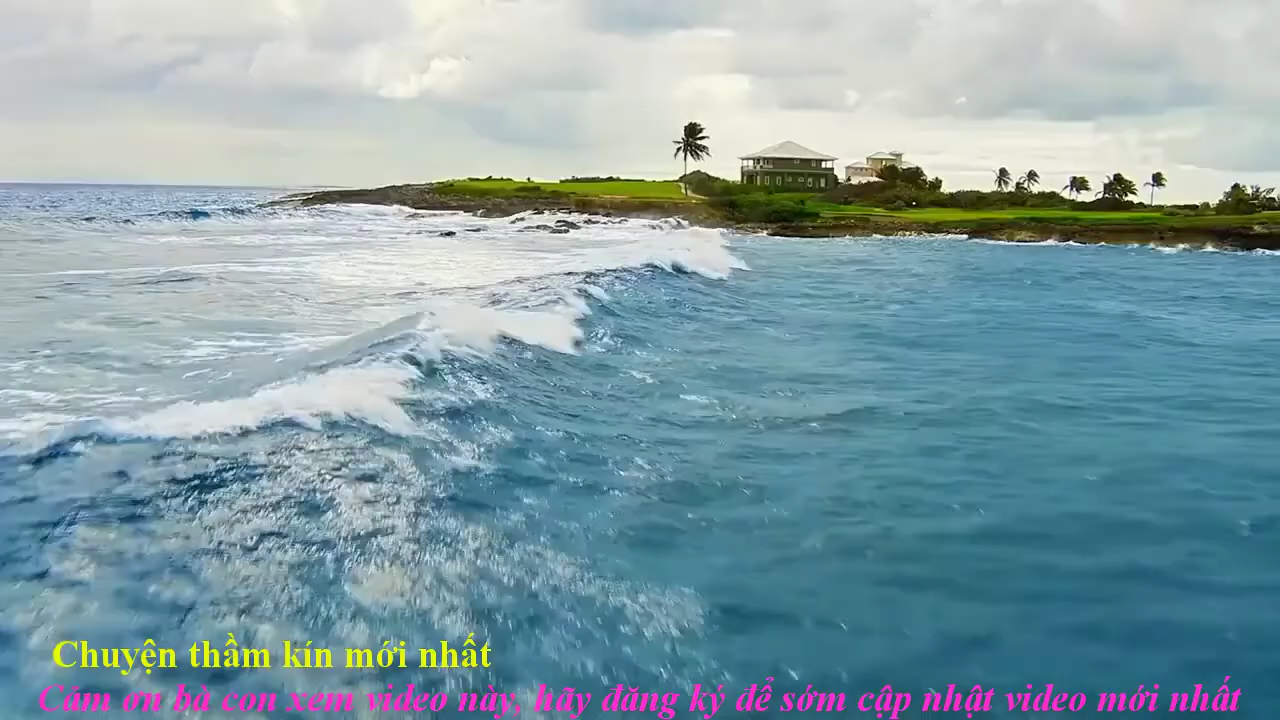 Chuyện thầm kín mới nhất
Cảm ơn bà con xem video này, hãy đăng ký để sớm cập nhật video mới nhất